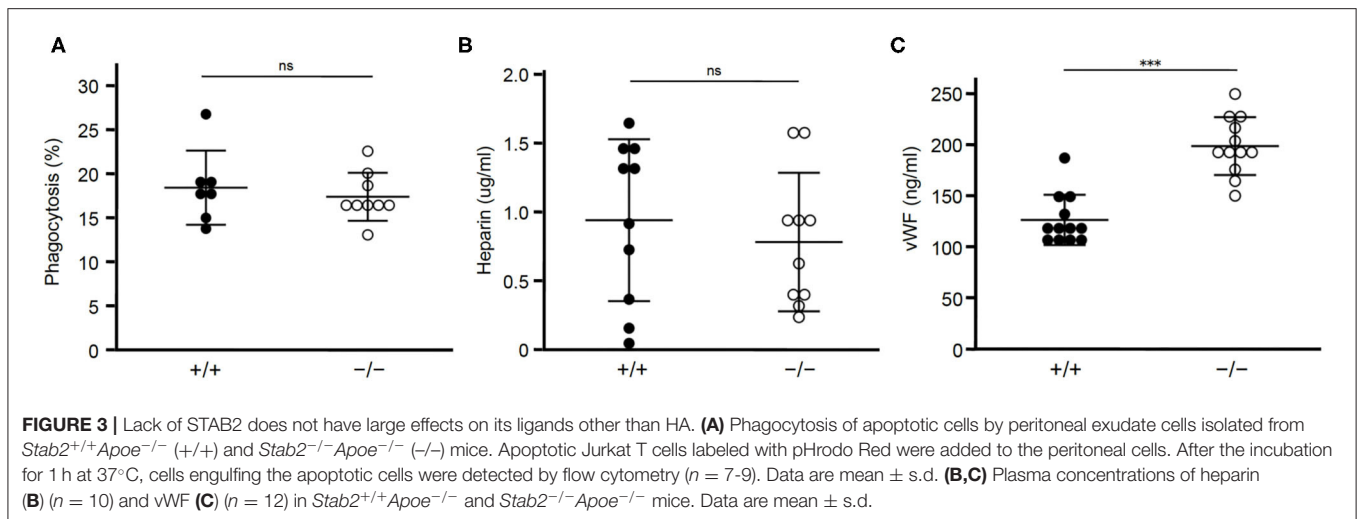 A
B
C
ns
ns
***
30
25
20
15
10
5
0
Phagocytosis (%)
+/+
−/−
2.0
1.5
1.0
0.5
0
Heparin (ug/ml)
+/+
−/−
250
200
150
100
50
0
vWF (ng/ml)
+/+
−/−
FIGURE 3 | Lack of STAB2 does not have large effects on its ligands other than HA. (A) Phagocytosis of apoptotic cells by peritoneal exudate cells isolated from
Stab2+/+Apoe−/− (+/+) and Stab2−/−Apoe−/− (–/–) mice. Apoptotic Jurkat T cells labeled with pHrodo Red were added to the peritoneal cells. After the incubation
for 1 h at 37°C, cells engulfing the apoptotic cells were detected by flow cytometry (n = 7-9). Data are mean ± s.d. (B,C) Plasma concentrations of heparin
(B) (n = 10) and vWF (C) (n = 12) in Stab2+/+Apoe−/− and Stab2−/−Apoe−/− mice. Data are mean ± s.d.